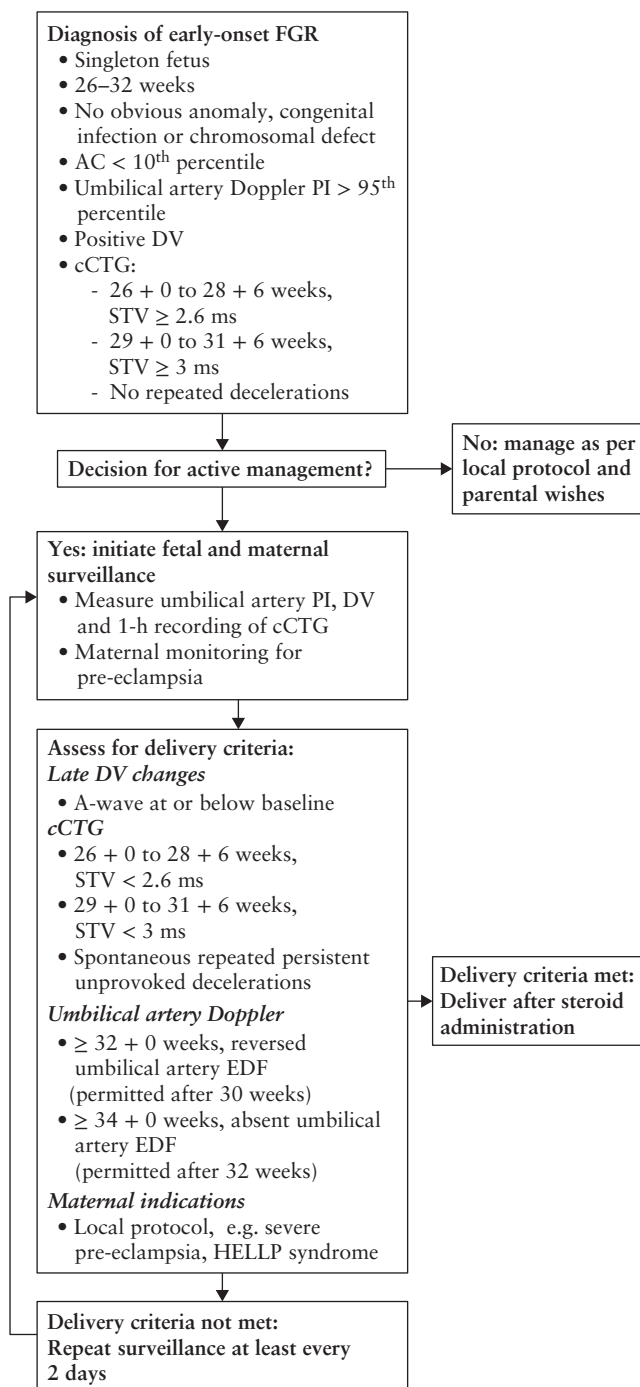 Diagnosis of early-onset FGR
• Singleton fetus
• 26–32 weeks
• No obvious anomaly, congenital
infection or chromosomal defect
• AC < 10th percentile
• Umbilical artery Doppler PI > 95th
percentile
• Positive DV
• cCTG:
- 26 + 0 to 28 + 6 weeks,
STV ≥ 2.6 ms
- 29 + 0 to 31 + 6 weeks,
STV ≥ 3 ms
- No repeated decelerations
Decision for active management?
No: manage as per
local protocol and
parental wishes
Yes: initiate fetal and maternal
surveillance
• Measure umbilical artery PI, DV
and 1-h recording of cCTG
• Maternal monitoring for
pre-eclampsia
Assess for delivery criteria:
Late DV changes
• A-wave at or below baseline
cCTG
• 26 + 0 to 28 + 6 weeks,
STV < 2.6 ms
• 29 + 0 to 31 + 6 weeks,
STV < 3 ms
• Spontaneous repeated persistent
unprovoked decelerations
Umbilical artery Doppler
• ≥ 32 + 0 weeks, reversed
umbilical artery EDF
(permitted after 30 weeks)
• ≥ 34 + 0 weeks, absent umbilical
artery EDF
(permitted after 32 weeks)
Maternal indications
• Local protocol, e.g. severe
pre-eclampsia, HELLP syndrome
Delivery criteria met:
Deliver after steroid
administration
Delivery criteria not met:
Repeat surveillance at least every
2 days